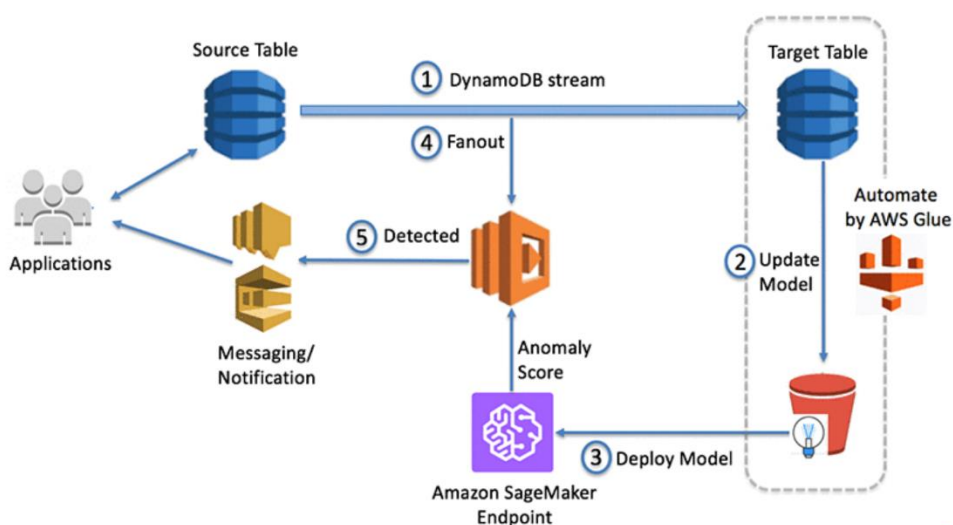 Source Table
Target Table
1 DynamoDB stream
4 Fanout
Automate
by AWS Glue
5 Detected
2 Update
Model
Applications
Messaging/
Notification
Anomaly
Score
3 Deploy Model
Amazon SageMaker
Endpoint